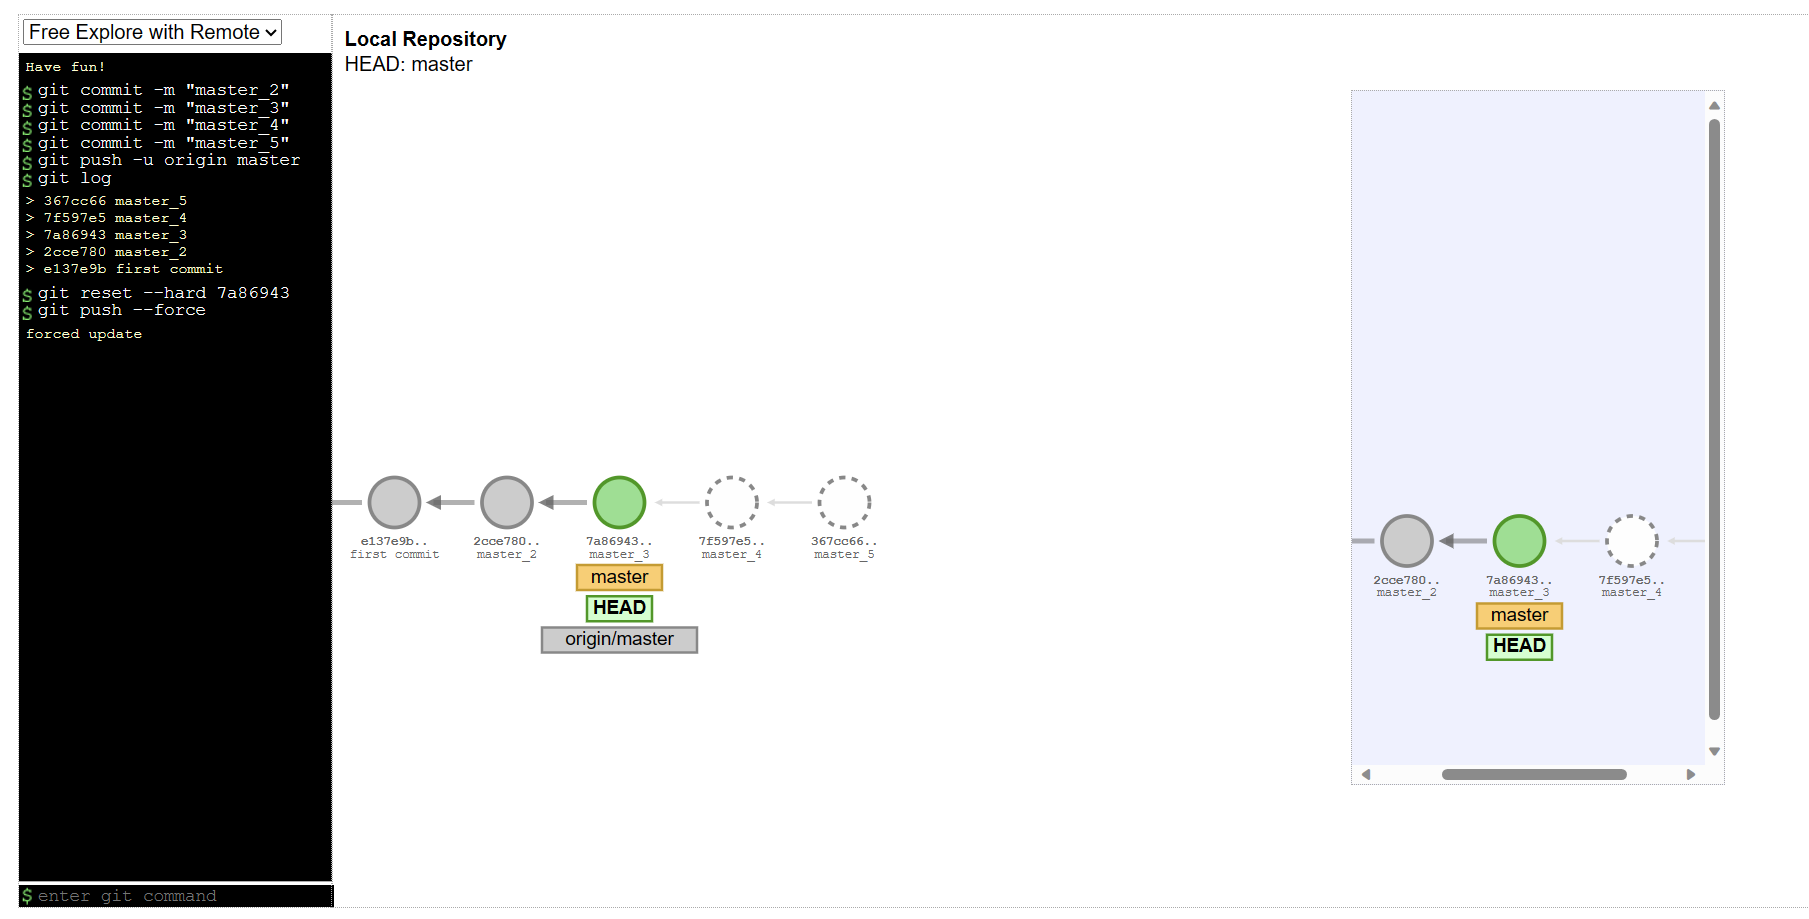 Free Explore with Remote
Have fun!
$ git commit -m "master_2"
$ git commit -m "master_3"
$ git commit -m "master_4"
$ git commit -m "master_5"
$ git push -u origin master
$ git log
> 367cc66 master_5
> 7f597e5 master_4
> 7a86943 master_3
> 2cce780 master_2
> e137e9b first commit
$ git reset --hard 7a86943
$ git push --force
forced update
$ enter git command
Local Repository
HEAD: master
e137e9b..
first commit
2cce780..
master_2
7a86943..
master_3
master
HEAD
origin/master
7f597e5..
master_4
367cc66..
master_5
2cce780..
master_2
7a86943..
master_3
master
HEAD
7f597e5..
master_4